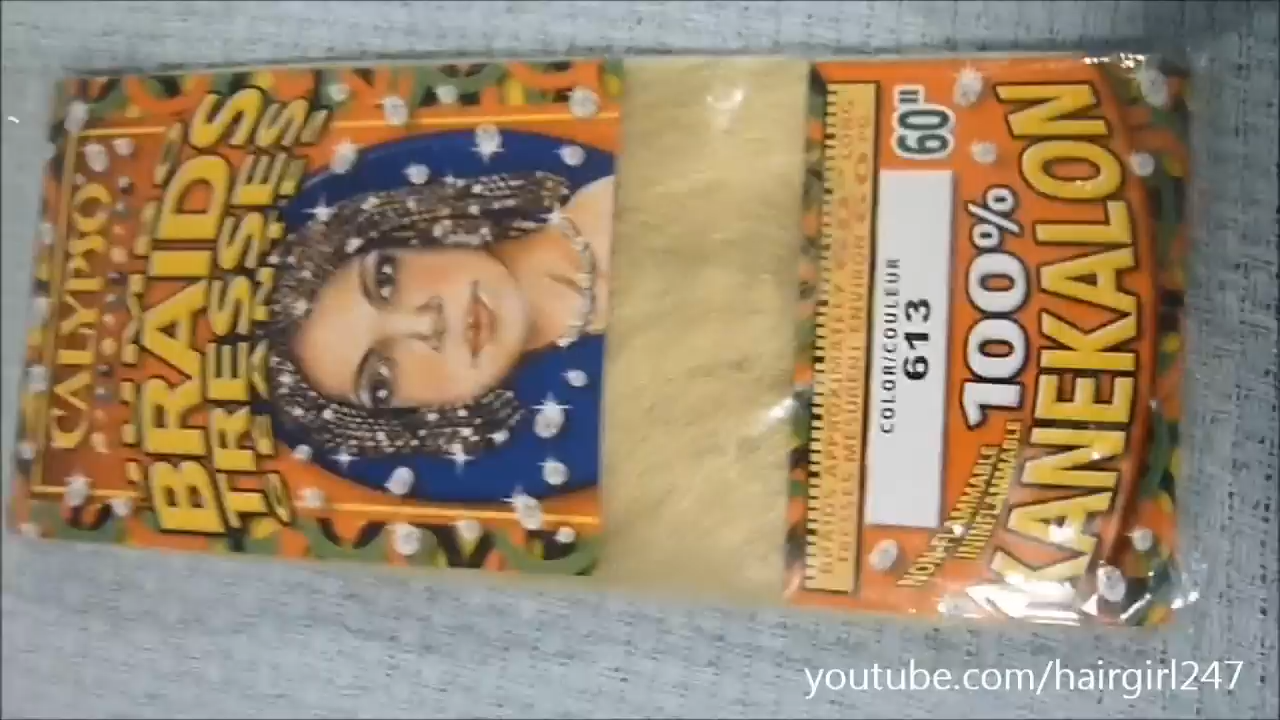 CALYPSO
BRAIDS
TRESSES
60"
COLOR/COULEUR
613
100%
KANEKALON
NON-FLAMMABLE
ININFLAMMABLE
youtube.com/hairgirl247